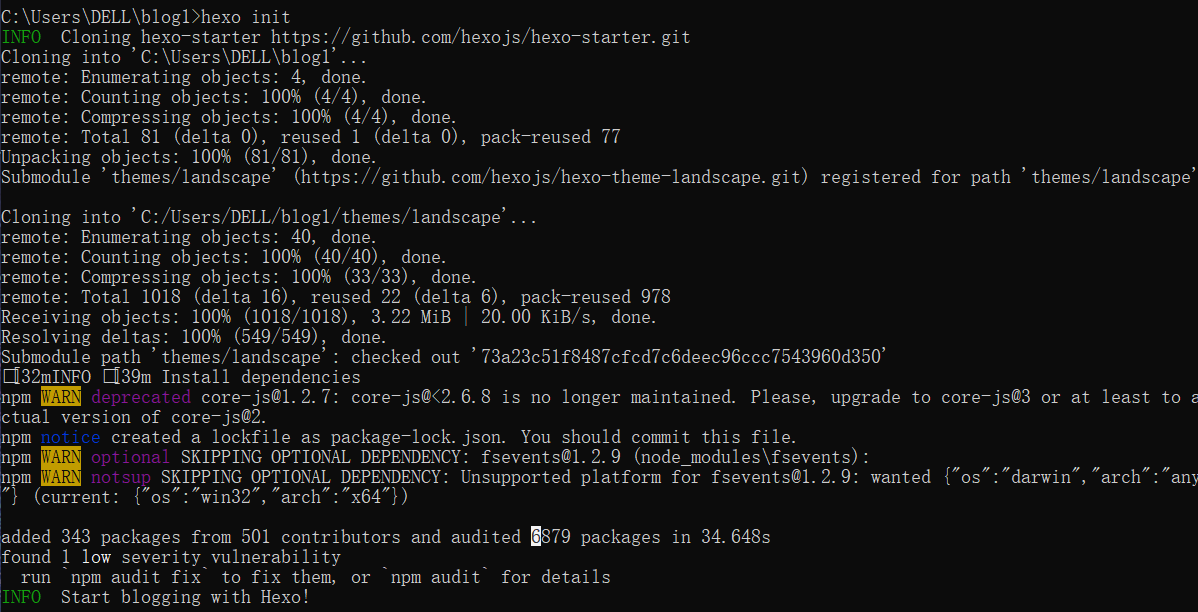 C:\Users\DELL\blog1>hexo init
INFO  Cloning hexo-starter https://github.com/hexojs/hexo-starter.git
Cloning into 'C:\Users\DELL\blog1'...
remote: Enumerating objects: 4, done.
remote: Counting objects: 100% (4/4), done.
remote: Compressing objects: 100% (4/4), done.
remote: Total 81 (delta 0), reused 1 (delta 0), pack-reused 77
Unpacking objects: 100% (81/81), done.
Submodule 'themes/landscape' (https://github.com/hexojs/hexo-theme-landscape.git) registered for path 'themes/landscape'
Cloning into 'C:/Users/DELL/blog1/themes/landscape'...
remote: Enumerating objects: 40, done.
remote: Counting objects: 100% (40/40), done.
remote: Compressing objects: 100% (33/33), done.
remote: Total 1018 (delta 16), reused 22 (delta 6), pack-reused 978
Receiving objects: 100% (1018/1018), 3.22 MiB | 20.00 KiB/s, done.
Resolving deltas: 100% (549/549), done.
Submodule path 'themes/landscape': checked out '73a23c51f8487cfcd7c6deec96ccc7543960d350'
[32mINFO [39m Install dependencies
npm WARN deprecated core-js@1.2.7: core-js@<2.6.8 is no longer maintained. Please, upgrade to core-js@3 or at least to a
ctual version of core-js@2.
npm notice created a lockfile as package-lock.json. You should commit this file.
npm WARN optional SKIPPING OPTIONAL DEPENDENCY: fsevents@1.2.9 (node_modules\fsevents):
npm WARN notsup SKIPPING OPTIONAL DEPENDENCY: Unsupported platform for fsevents@1.2.9: wanted {"os":"darwin","arch":"any
"} (current: {"os":"win32","arch":"x64"})
added 343 packages from 501 contributors and audited 6879 packages in 34.648s
found 1 low severity vulnerability
  run `npm audit fix` to fix them, or `npm audit` for details
INFO  Start blogging with Hexo!